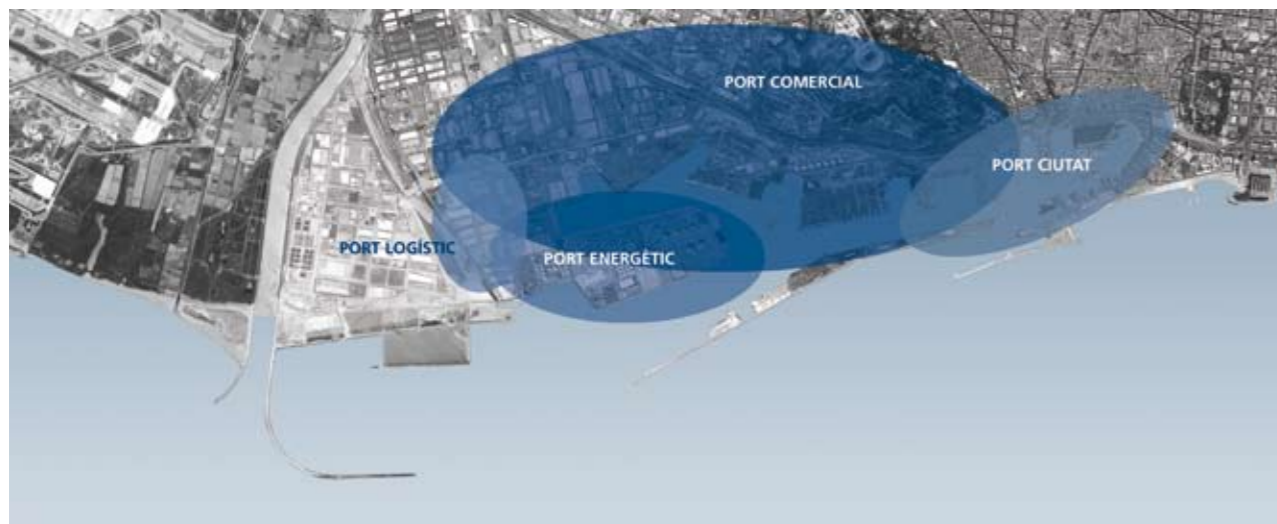 PORT COMERCIAL
PORT CIUTAT
PORT LOGÍSTIC
PORT ENERGÈTIC